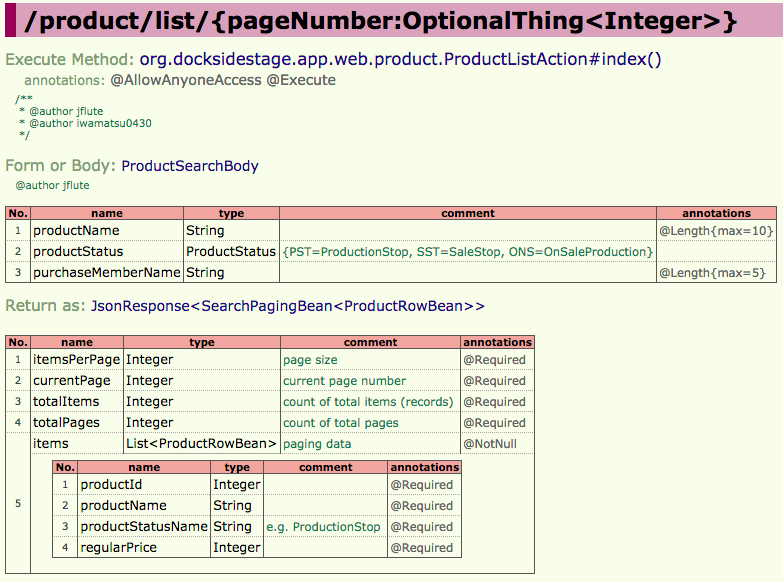 /product/list/{pageNumber:OptionalThing<Integer>}
Execute Method: org.docksidestage.app.web.product.ProductListAction#index()
annotations: @AllowAnyoneAccess @Execute
/**
* @author jflute
* @author iwamatsu0430
*/
Form or Body: ProductSearchBody
@author jflute
No. name type comment annotations
1 productName String @Length{max=10}
2 productStatus ProductStatus {PST=ProductionStop, SST=SaleStop, ONS=OnSaleProduction}
3 purchaseMemberName String @Length{max=5}
Return as: JsonResponse<SearchPagingBean<ProductRowBean>>
No. name type comment annotations
1 itemsPerPage Integer page size @Required
2 currentPage Integer current page number @Required
3 totalItems Integer count of total items (records) @Required
4 totalPages Integer count of total pages @Required
items List<ProductRowBean> paging data @NotNull
No. name type comment annotations
1 productId Integer @Required
2 productName String @Required
5
3 productStatusName String e.g. ProductionStop @Required
4 regularPrice Integer @Required